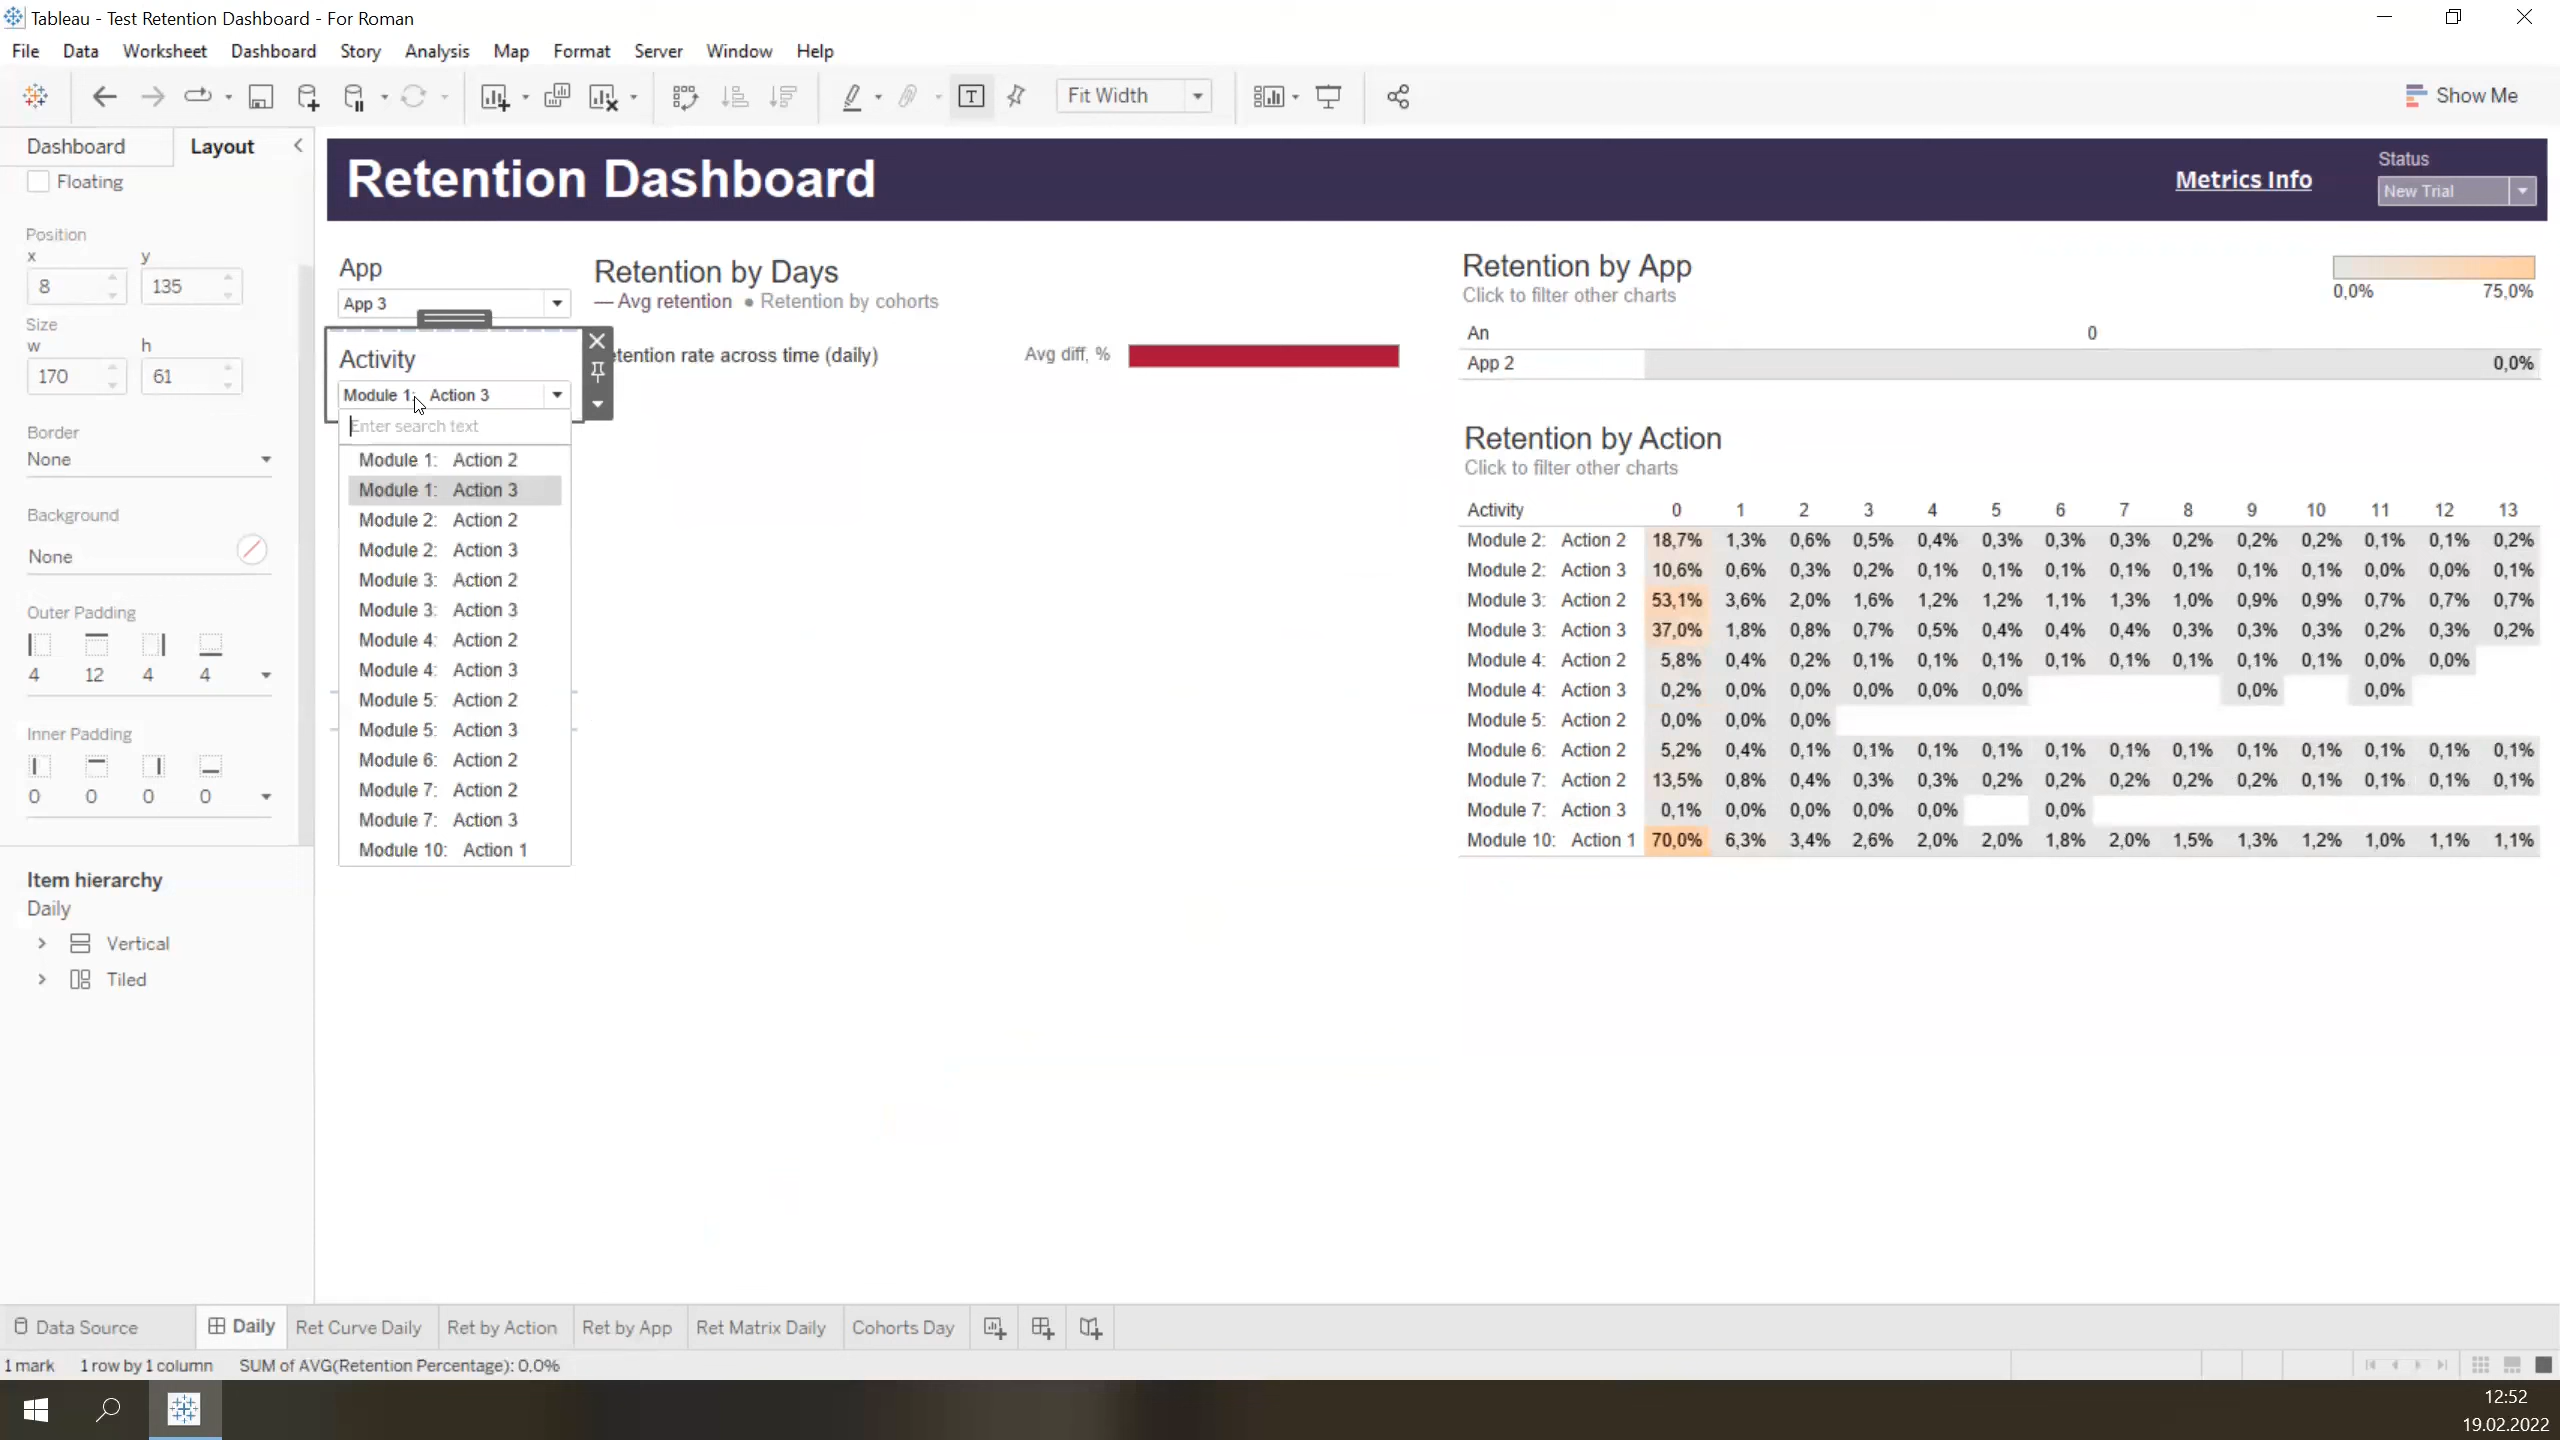 Tableau - Test Retention Dashboard - For Roman
File Data Worksheet Dashboard Story Analysis Map Format Server Window Help
Fit Width
Show Me
Dashboard Layout
Floating
Position
x y
8 135
Size
w h
170 61
Border
None
Background
None
Outer Padding
4 12 4 4
Inner Padding
0 0 0 0
Item hierarchy
Daily
Vertical
Tiled
Retention Dashboard
Metrics Info
Status
New Trial
App
App 3
Activity
Module 1: Action 3
Enter search text
Module 1: Action 2
Module 1: Action 3
Module 2: Action 2
Module 2: Action 3
Module 3: Action 2
Module 3: Action 3
Module 4: Action 2
Module 4: Action 3
Module 5: Action 2
Module 5: Action 3
Module 6: Action 2
Module 7: Action 2
Module 7: Action 3
Module 10: Action 1
Retention by Days
— Avg retention ● Retention by cohorts
etention rate across time (daily)
Avg diff, %
Retention by App
Click to filter other charts
0,0% 75,0%
An 0
App 2 0,0%
Retention by Action
Click to filter other charts
Activity 0 1 2 3 4 5 6 7 8 9 10 11 12 13
Module 2: Action 2 18,7% 1,3% 0,6% 0,5% 0,4% 0,3% 0,3% 0,3% 0,2% 0,2% 0,2% 0,1% 0,1% 0,2%
Module 2: Action 3 10,6% 0,6% 0,3% 0,2% 0,1% 0,1% 0,1% 0,1% 0,1% 0,1% 0,1% 0,0% 0,0% 0,1%
Module 3: Action 2 53,1% 3,6% 2,0% 1,6% 1,2% 1,2% 1,1% 1,3% 1,0% 0,9% 0,9% 0,7% 0,7% 0,7%
Module 3: Action 3 37,0% 1,8% 0,8% 0,7% 0,5% 0,4% 0,4% 0,4% 0,3% 0,3% 0,3% 0,2% 0,3% 0,2%
Module 4: Action 2 5,8% 0,4% 0,2% 0,1% 0,1% 0,1% 0,1% 0,1% 0,1% 0,1% 0,1% 0,0% 0,0%
Module 4: Action 3 0,2% 0,0% 0,0% 0,0% 0,0% 0,0% 0,0% 0,0%
Module 5: Action 2 0,0% 0,0% 0,0%
Module 6: Action 2 5,2% 0,4% 0,1% 0,1% 0,1% 0,1% 0,1% 0,1% 0,1% 0,1% 0,1% 0,1% 0,1% 0,1%
Module 7: Action 2 13,5% 0,8% 0,4% 0,3% 0,3% 0,2% 0,2% 0,2% 0,2% 0,2% 0,1% 0,1% 0,1% 0,1%
Module 7: Action 3 0,1% 0,0% 0,0% 0,0% 0,0% 0,0%
Module 10: Action 1 70,0% 6,3% 3,4% 2,6% 2,0% 2,0% 1,8% 2,0% 1,5% 1,3% 1,2% 1,0% 1,1% 1,1%
Data Source Daily Ret Curve Daily Ret by Action Ret by App Ret Matrix Daily Cohorts Day
1 mark 1 row by 1 column SUM of AVG(Retention Percentage): 0,0%
12:52
19.02.2022